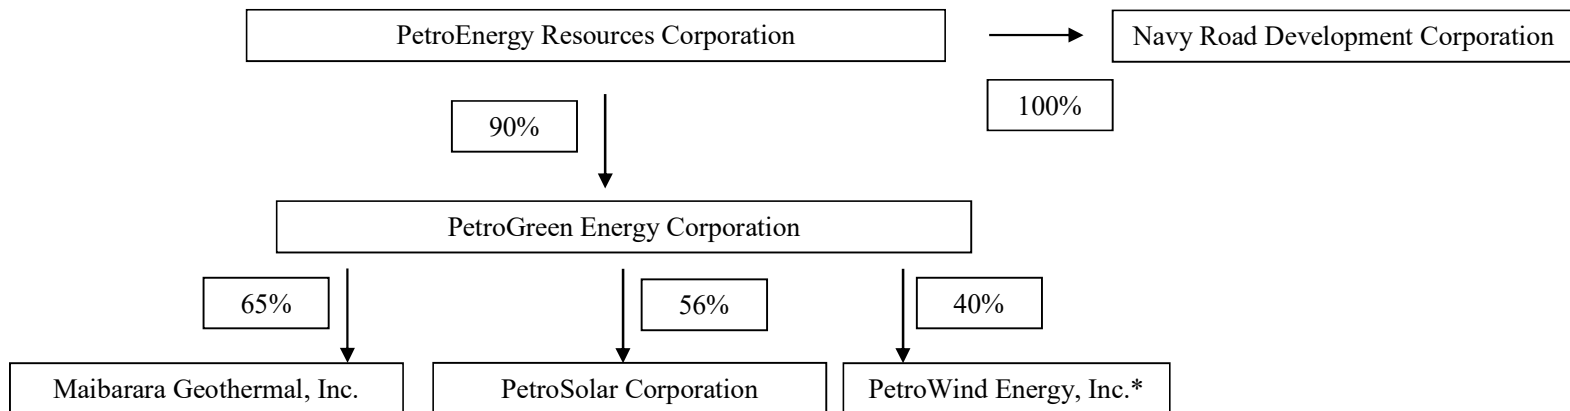 PetroEnergy Resources Corporation
Navy Road Development Corporation
90%
100%
PetroGreen Energy Corporation
65%
56%
40%
Maibarara Geothermal, Inc.
PetroSolar Corporation
PetroWind Energy, Inc.*